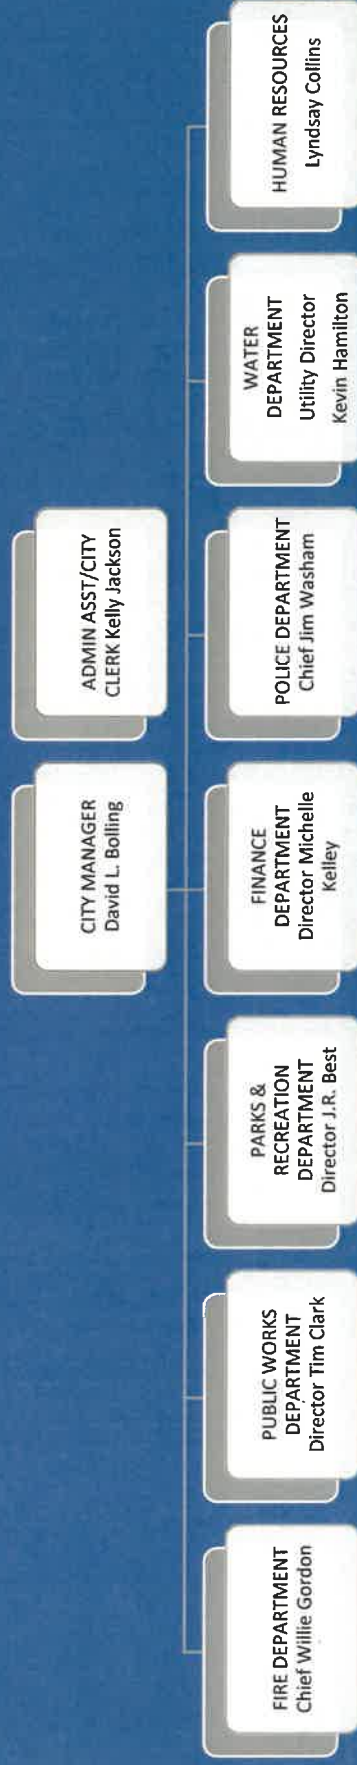 CITY MANAGER
David L. Bolling
ADMIN ASST/CITY
CLERK Kelly Jackson
FIRE DEPARTMENT
Chief Willie Gordon
PUBLIC WORKS
DEPARTMENT
Director Tim Clark
PARKS &
RECREATION
DEPARTMENT
Director J.R. Best
FINANCE
DEPARTMENT
Director Michelle
Kelley
POLICE DEPARTMENT
Chief Jim Washam
WATER
DEPARTMENT
Utility Director
Kevin Hamilton
HUMAN RESOURCES
Lyndsay Collins